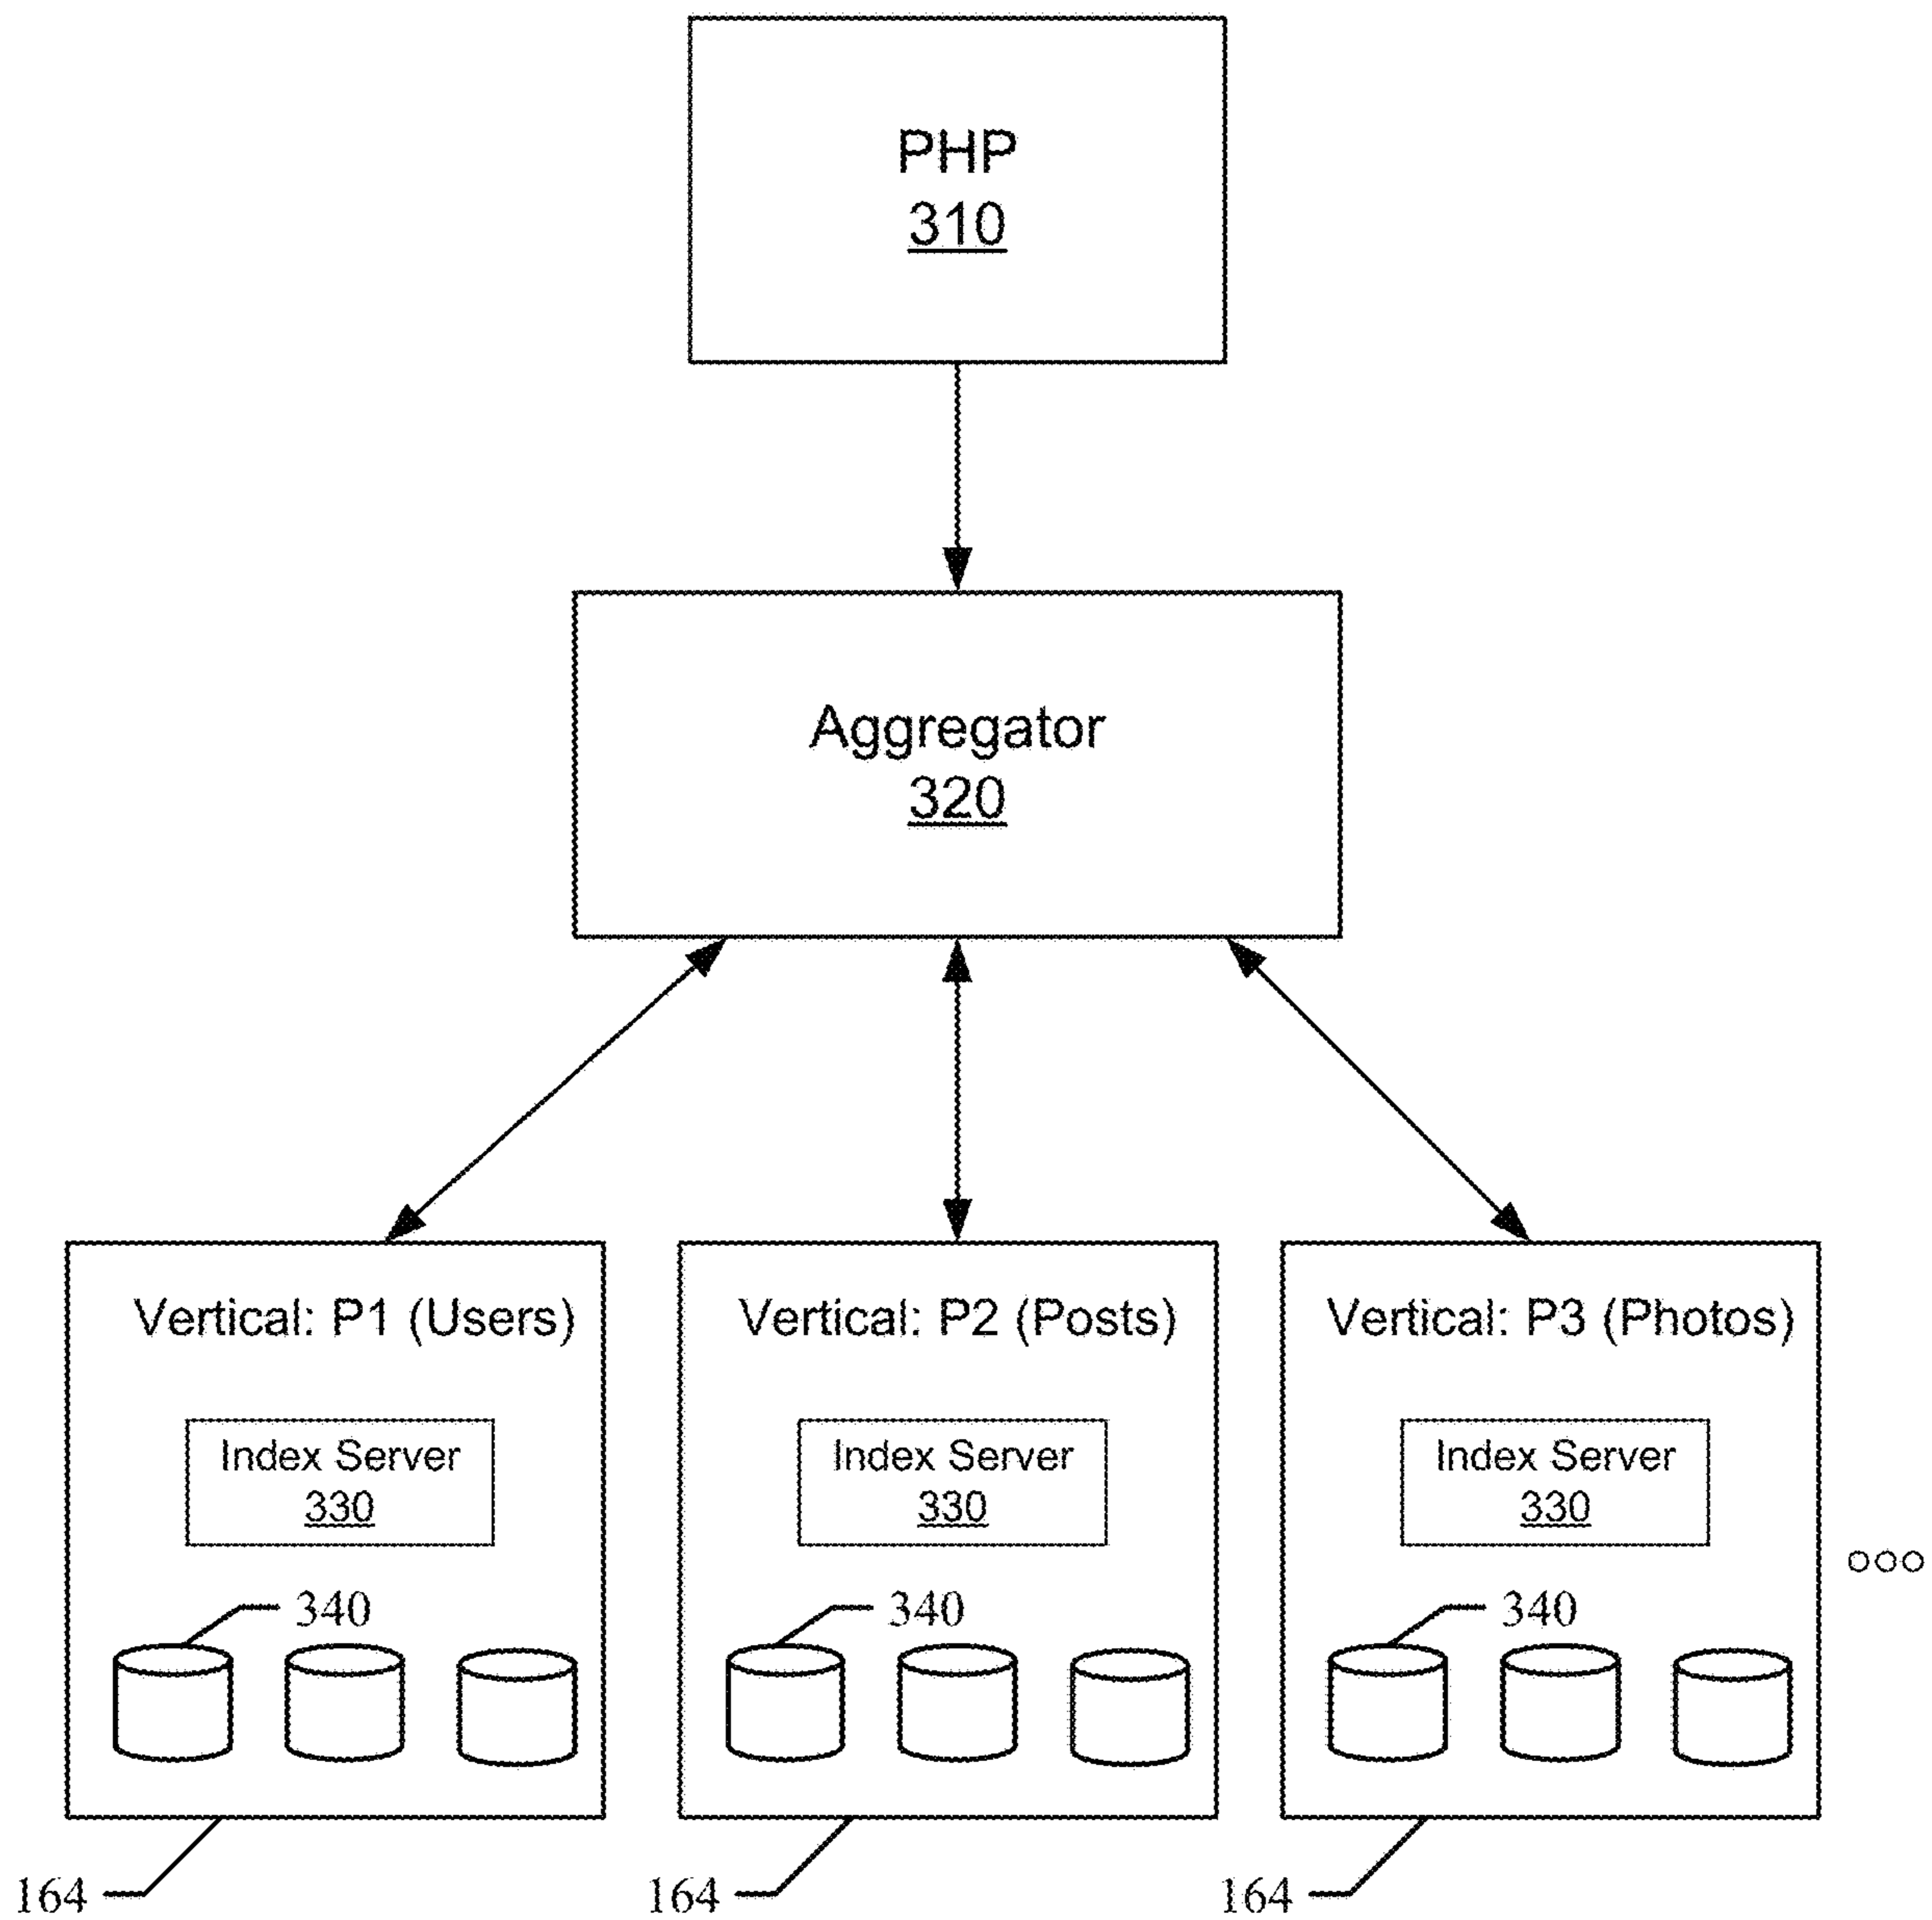 PHP
310
Aggregator
320
Vertical: P1 (Users)
Vertical: P2 (Posts)
Vertical: P3 (Photos)
Index Server
330
Index Server
330
Index Server
330
340
340
340
164
164
164